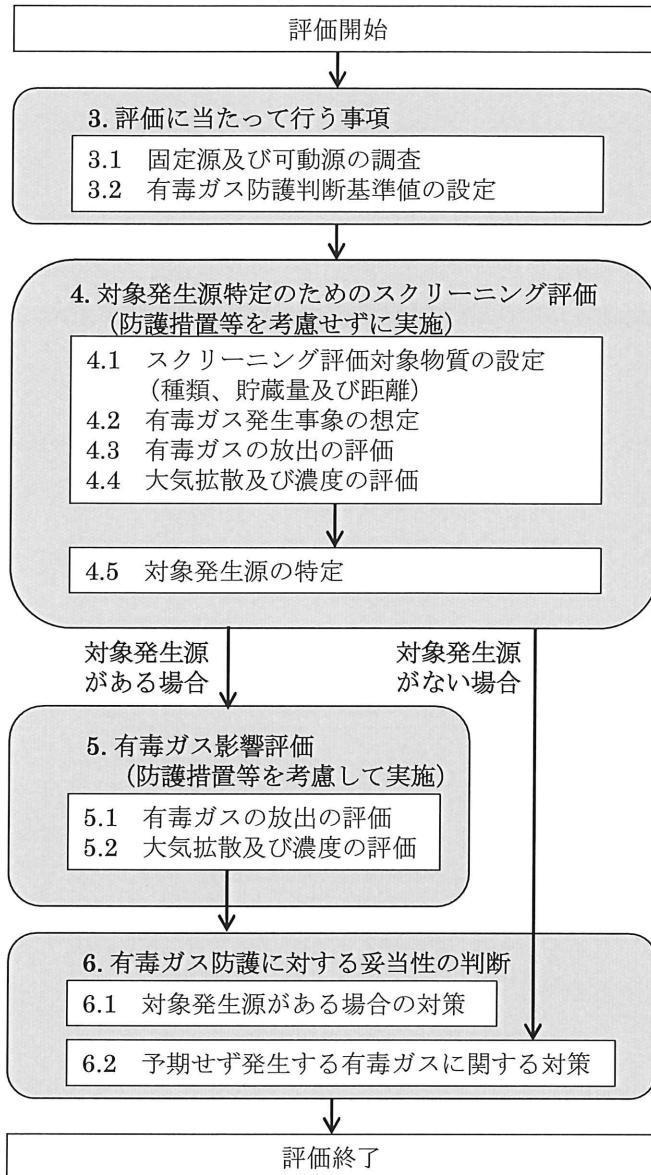 評価開始
3. 評価に当たって行う事項
3.1 固定源及び可動源の調査
3.2 有毒ガス防護判断基準値の設定
4. 対象発生源特定のためのスクリーニング評価
（防護措置等を考慮せずに実施）
4.1 スクリーニング評価対象物質の設定
（種類、貯蔵量及び距離）
4.2 有毒ガス発生事象の想定
4.3 有毒ガスの放出の評価
4.4 大気拡散及び濃度の評価
4.5 対象発生源の特定
対象発生源
がある場合
対象発生源
がない場合
5. 有毒ガス影響評価
（防護措置等を考慮して実施）
5.1 有毒ガスの放出の評価
5.2 大気拡散及び濃度の評価
6. 有毒ガス防護に対する妥当性の判断
6.1 対象発生源がある場合の対策
6.2 予期せず発生する有毒ガスに関する対策
評価終了